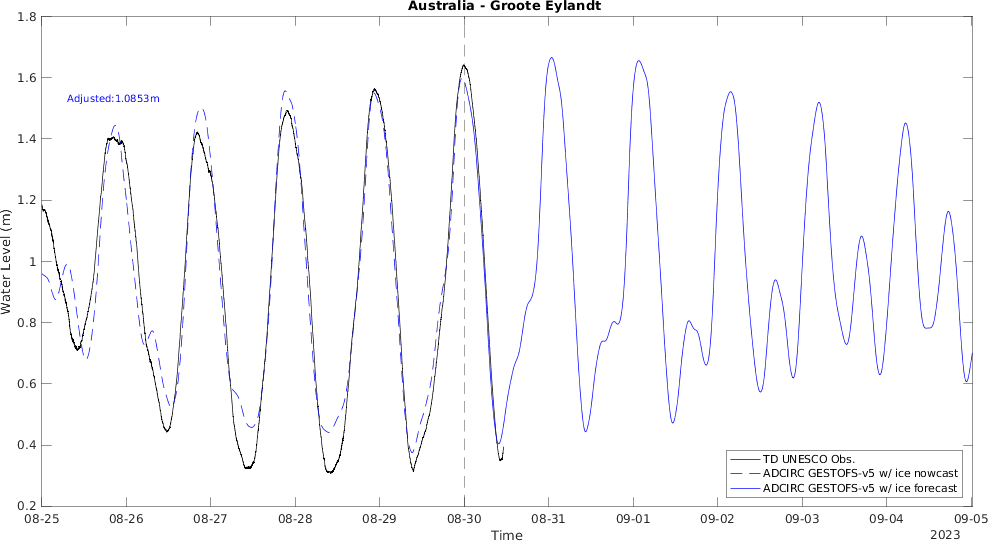 Australia - Groote Eylandt
1.8
1.6
1.4
1.2
1
0.8
0.6
0.4
0.2
Water Level (m)
Adjusted:1.0853m
TD UNESCO Obs.
ADCIRC GESTOFS-v5 w/ ice nowcast
ADCIRC GESTOFS-v5 w/ ice forecast
08-25 08-26 08-27 08-28 08-29 08-30 08-31 09-01 09-02 09-03 09-04 09-05
Time
2023